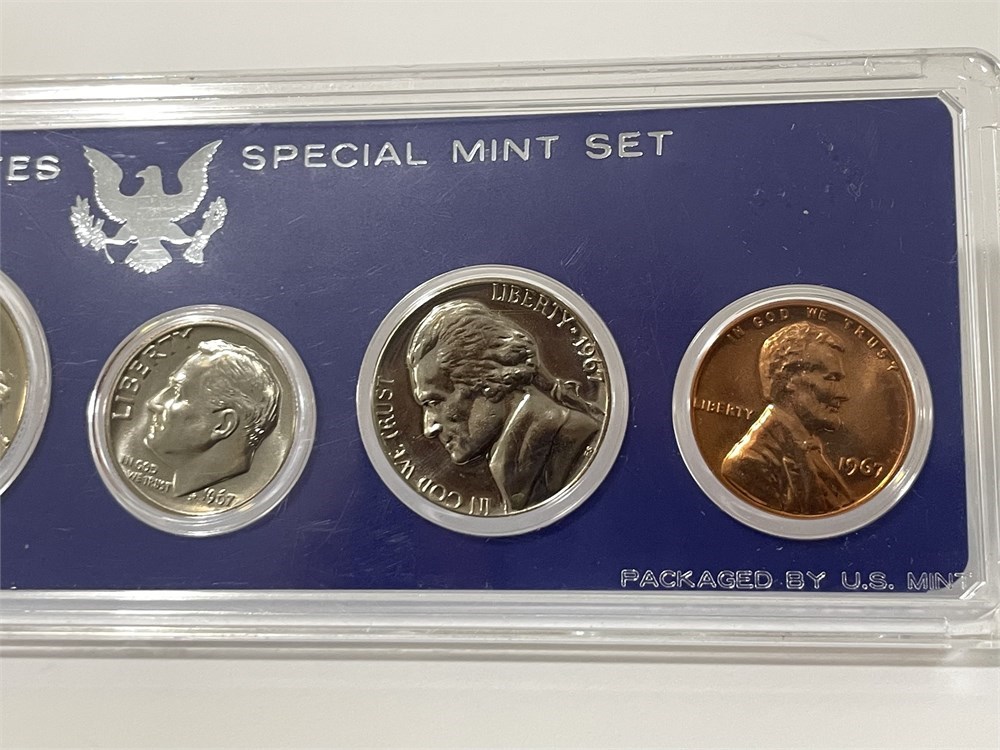 TES SPECIAL MINT SET
LIBERTY
IN GOD
WE TRUST
1967
LIBERTY · 1967
IN GOD WE TRUST
IN GOD WE TRUST
LIBERTY
1967
PACKAGED BY U.S. MINT